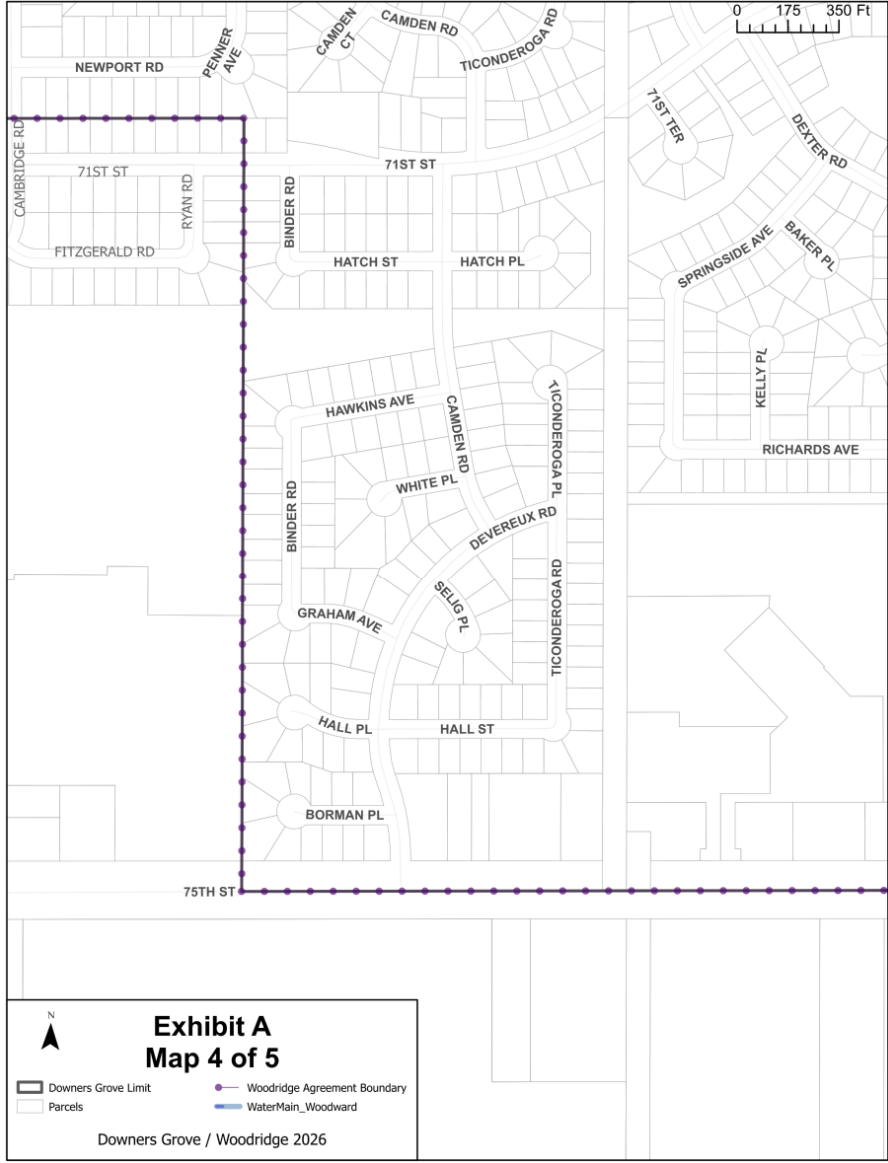 0 175 350 Ft
CAMDEN RD
CAMDEN
CT
TICONDEROGA RD
PENNER
AVE
NEWPORT RD
71ST TER
DEXTER RD
CAMBRIDGE RD
71ST ST
71ST ST
RYAN RD
BINDER RD
FITZGERALD RD
HATCH ST
HATCH PL
SPRINGSIDE AVE
BAKER PL
KELLY PL
HAWKINS AVE
CAMDEN RD
TICONDEROGA PL
RICHARDS AVE
WHITE PL
BINDER RD
DEVEREUX RD
SELIG PL
TICONDEROGA RD
GRAHAM AVE
HALL PL
HALL ST
BORMAN PL
75TH ST
N
Exhibit A
Map 4 of 5
Downers Grove Limit
Woodridge Agreement Boundary
Parcels
WaterMain_Woodward
Downers Grove / Woodridge 2026